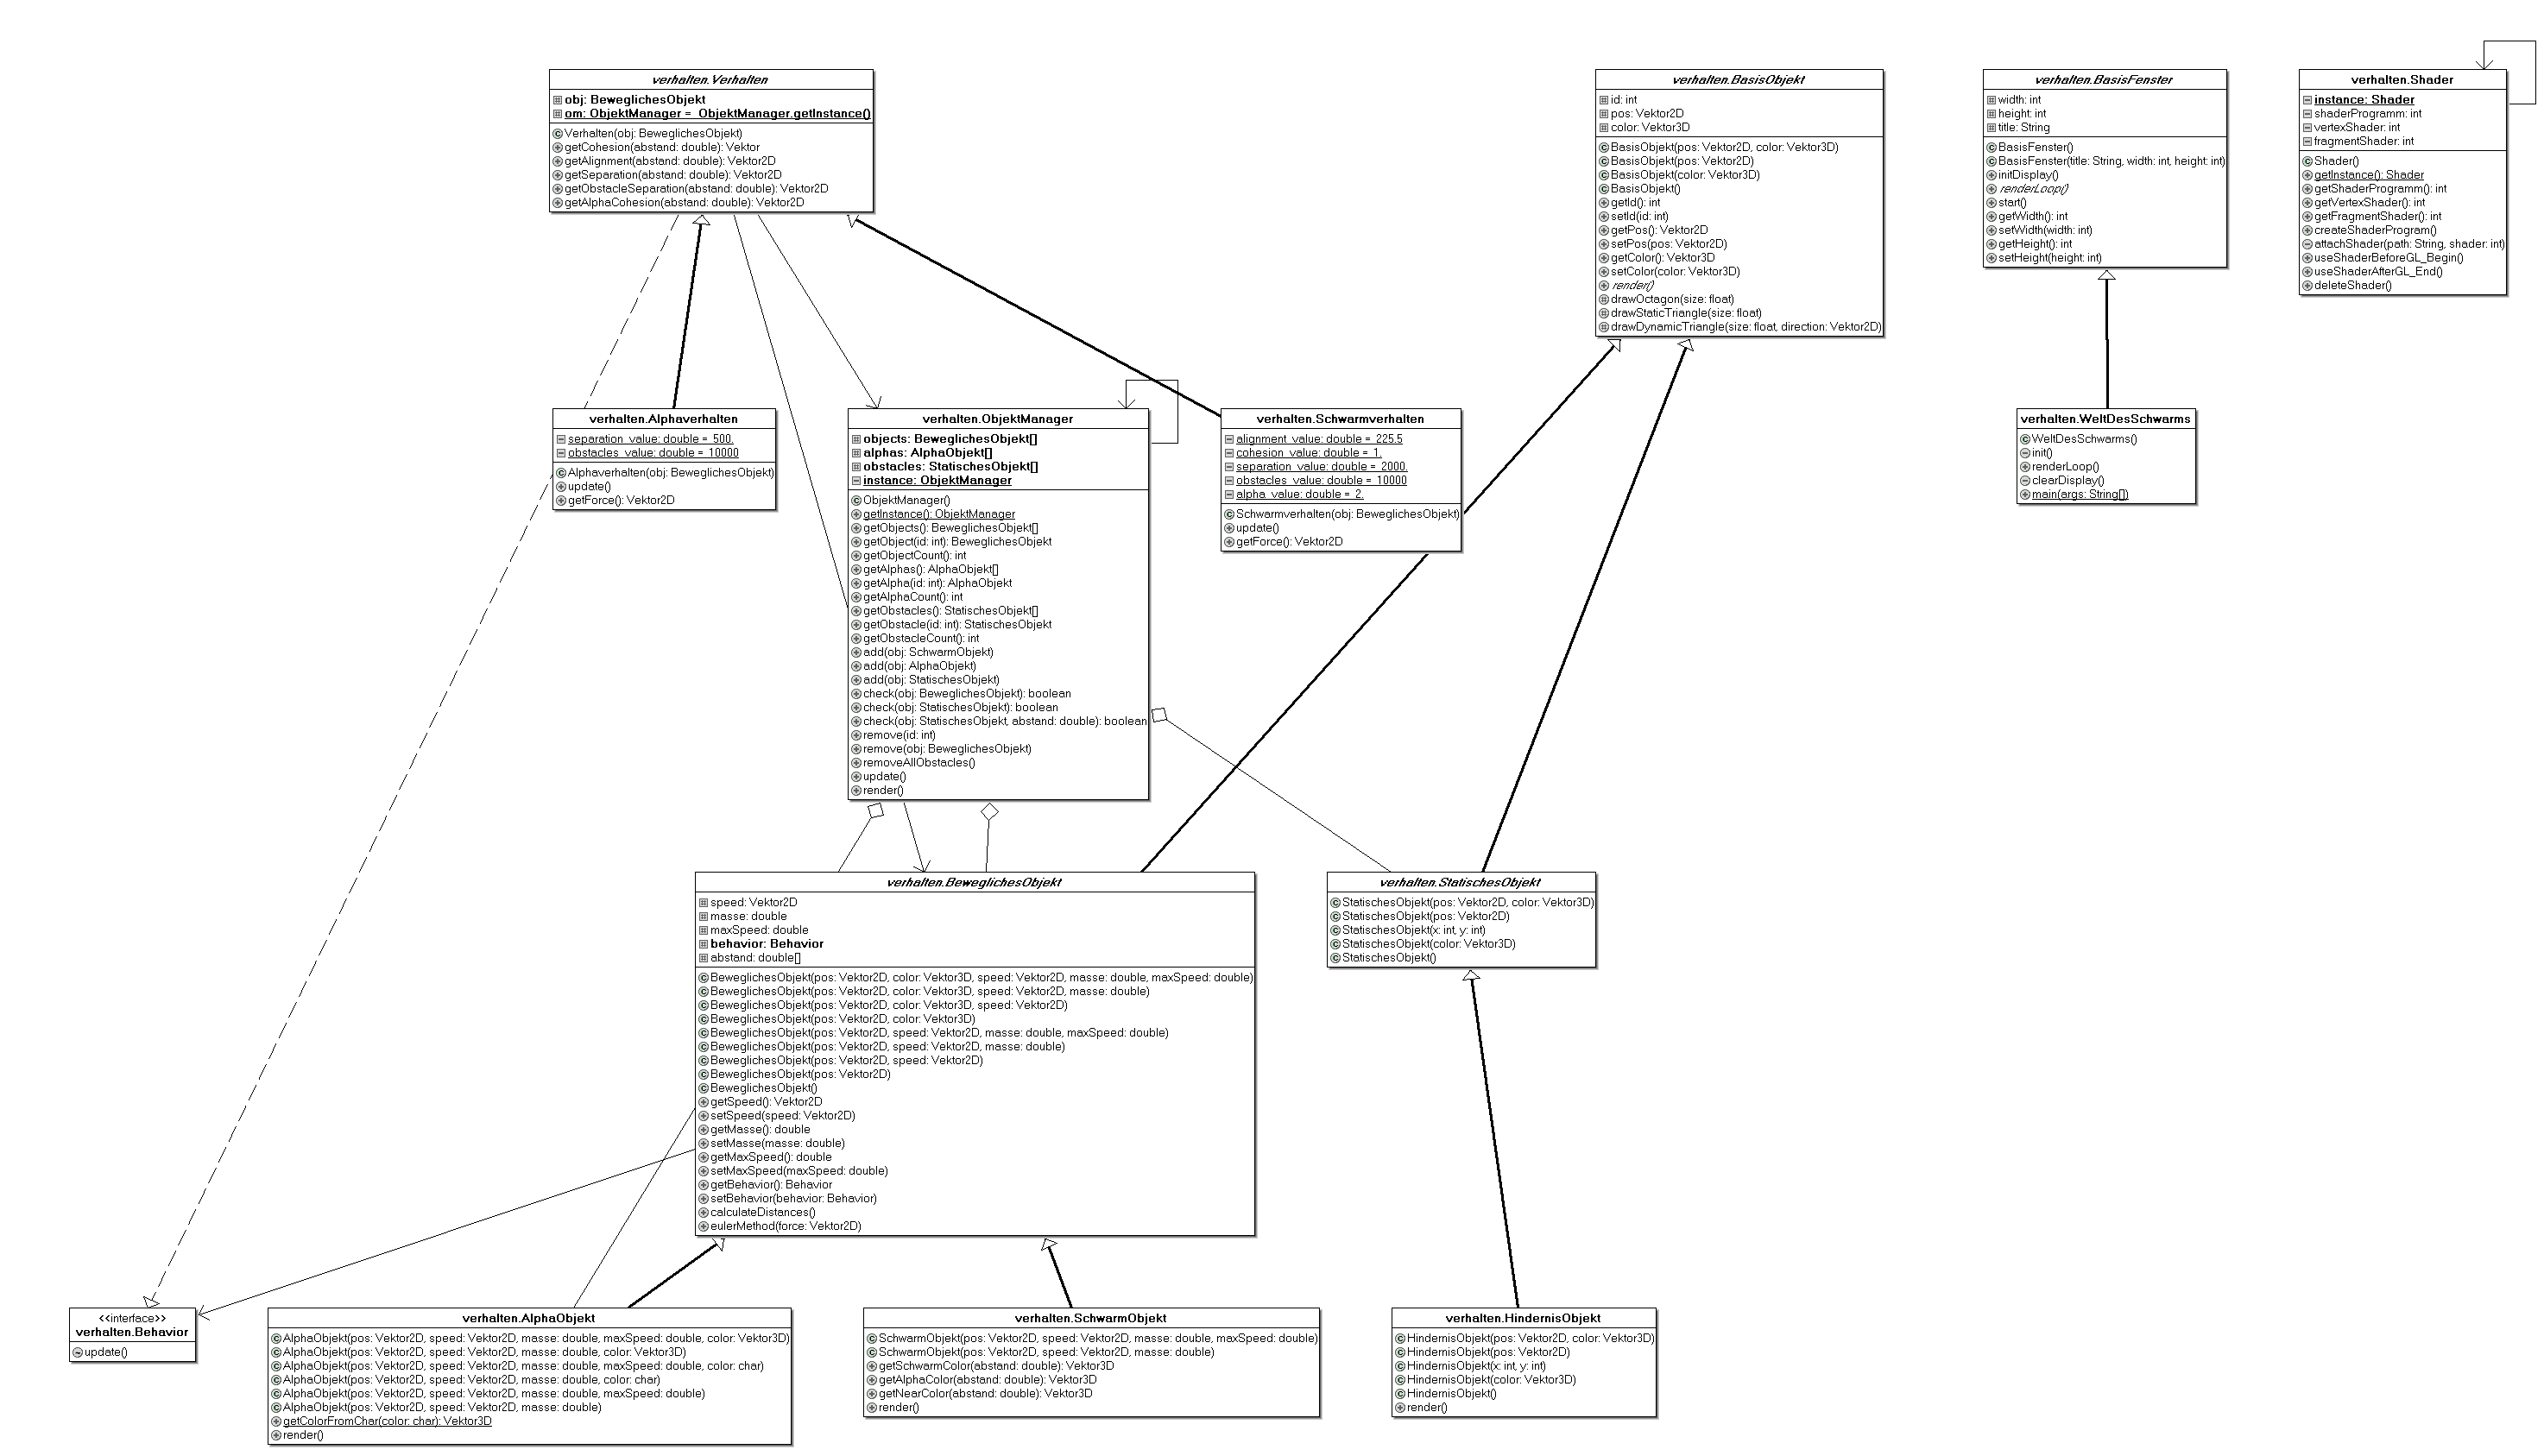 verhalten.Verhalten
obj: BeweglichesObjekt
om: ObjektManager = ObjektManager.getInstance()
Verhalten(obj: BeweglichesObjekt)
getCohesion(abstand: double): Vektor
getAlignment(abstand: double): Vektor2D
getSeparation(abstand: double): Vektor2D
getObstacleSeparation(abstand: double): Vektor2D
getAlphaCohesion(abstand: double): Vektor2D
verhalten.BasisObjekt
id: int
pos: Vektor2D
color: Vektor3D
BasisObjekt(pos: Vektor2D, color: Vektor3D)
BasisObjekt(pos: Vektor2D)
BasisObjekt(color: Vektor3D)
BasisObjekt()
getId(): int
setId(id: int)
getPos(): Vektor2D
setPos(pos: Vektor2D)
getColor(): Vektor3D
setColor(color: Vektor3D)
render()
drawOctagon(size: float)
drawStaticTriangle(size: float)
drawDynamicTriangle(size: float, direction: Vektor2D)
verhalten.BasisFenster
width: int
height: int
title: String
BasisFenster()
BasisFenster(title: String, width: int, height: int)
initDisplay()
renderLoop()
start()
getWidth(): int
setWidth(width: int)
getHeight(): int
setHeight(height: int)
verhalten.Shader
instance: Shader
shaderProgramm: int
vertexShader: int
fragmentShader: int
Shader()
getInstance(): Shader
getShaderProgramm(): int
getVertexShader(): int
getFragmentShader(): int
createShaderProgram()
attachShader(path: String, shader: int)
useShaderBeforeGL_Begin()
useShaderAfterGL_End()
deleteShader()
verhalten.Alphaverhalten
separation_value: double = 500.
obstacles_value: double = 10000
Alphaverhalten(obj: BeweglichesObjekt)
update()
getForce(): Vektor2D
verhalten.ObjektManager
objects: BeweglichesObjekt[]
alphas: AlphaObjekt[]
obstacles: StatischesObjekt[]
instance: ObjektManager
ObjektManager()
getInstance(): ObjektManager
getObjects(): BeweglichesObjekt[]
getObject(id: int): BeweglichesObjekt
getObjectCount(): int
getAlphas(): AlphaObjekt[]
getAlpha(id: int): AlphaObjekt
getAlphaCount(): int
getObstacles(): StatischesObjekt[]
getObstacle(id: int): StatischesObjekt
getObstacleCount(): int
add(obj: SchwarmObjekt)
add(obj: AlphaObjekt)
add(obj: StatischesObjekt)
check(obj: BeweglichesObjekt): boolean
check(obj: StatischesObjekt): boolean
check(obj: StatischesObjekt, abstand: double): boolean
remove(id: int)
remove(obj: BeweglichesObjekt)
removeAllObstacles()
update()
render()
verhalten.Schwarmverhalten
alignment_value: double = 225.5
cohesion_value: double = 1.
separation_value: double = 2000.
obstacles_value: double = 10000
alpha_value: double = 2.
Schwarmverhalten(obj: BeweglichesObjekt)
update()
getForce(): Vektor2D
verhalten.WeltDesSchwarms
WeltDesSchwarms()
init()
renderLoop()
clearDisplay()
main(args: String[])
verhalten.BeweglichesObjekt
speed: Vektor2D
masse: double
maxSpeed: double
behavior: Behavior
abstand: double[]
BeweglichesObjekt(pos: Vektor2D, color: Vektor3D, speed: Vektor2D, masse: double, maxSpeed: double)
BeweglichesObjekt(pos: Vektor2D, color: Vektor3D, speed: Vektor2D, masse: double)
BeweglichesObjekt(pos: Vektor2D, color: Vektor3D, speed: Vektor2D)
BeweglichesObjekt(pos: Vektor2D, color: Vektor3D)
BeweglichesObjekt(pos: Vektor2D, speed: Vektor2D, masse: double, maxSpeed: double)
BeweglichesObjekt(pos: Vektor2D, speed: Vektor2D, masse: double)
BeweglichesObjekt(pos: Vektor2D, speed: Vektor2D)
BeweglichesObjekt(pos: Vektor2D)
BeweglichesObjekt()
getSpeed(): Vektor2D
setSpeed(speed: Vektor2D)
getMasse(): double
setMasse(masse: double)
getMaxSpeed(): double
setMaxSpeed(maxSpeed: double)
getBehavior(): Behavior
setBehavior(behavior: Behavior)
calculateDistances()
eulerMethod(force: Vektor2D)
verhalten.StatischesObjekt
StatischesObjekt(pos: Vektor2D, color: Vektor3D)
StatischesObjekt(pos: Vektor2D)
StatischesObjekt(x: int, y: int)
StatischesObjekt(color: Vektor3D)
StatischesObjekt()
<<interface>>
verhalten.Behavior
update()
verhalten.AlphaObjekt
AlphaObjekt(pos: Vektor2D, speed: Vektor2D, masse: double, maxSpeed: double, color: Vektor3D)
AlphaObjekt(pos: Vektor2D, speed: Vektor2D, masse: double, color: Vektor3D)
AlphaObjekt(pos: Vektor2D, speed: Vektor2D, masse: double, maxSpeed: double, color: char)
AlphaObjekt(pos: Vektor2D, speed: Vektor2D, masse: double, color: char)
AlphaObjekt(pos: Vektor2D, speed: Vektor2D, masse: double, maxSpeed: double)
AlphaObjekt(pos: Vektor2D, speed: Vektor2D, masse: double)
getColorFromChar(color: char): Vektor3D
render()
verhalten.SchwarmObjekt
SchwarmObjekt(pos: Vektor2D, speed: Vektor2D, masse: double, maxSpeed: double)
SchwarmObjekt(pos: Vektor2D, speed: Vektor2D, masse: double)
getSchwarmColor(abstand: double): Vektor3D
getAlphaColor(abstand: double): Vektor3D
getNearColor(abstand: double): Vektor3D
render()
verhalten.HindernisObjekt
HindernisObjekt(pos: Vektor2D, color: Vektor3D)
HindernisObjekt(pos: Vektor2D)
HindernisObjekt(x: int, y: int)
HindernisObjekt(color: Vektor3D)
HindernisObjekt()
render()